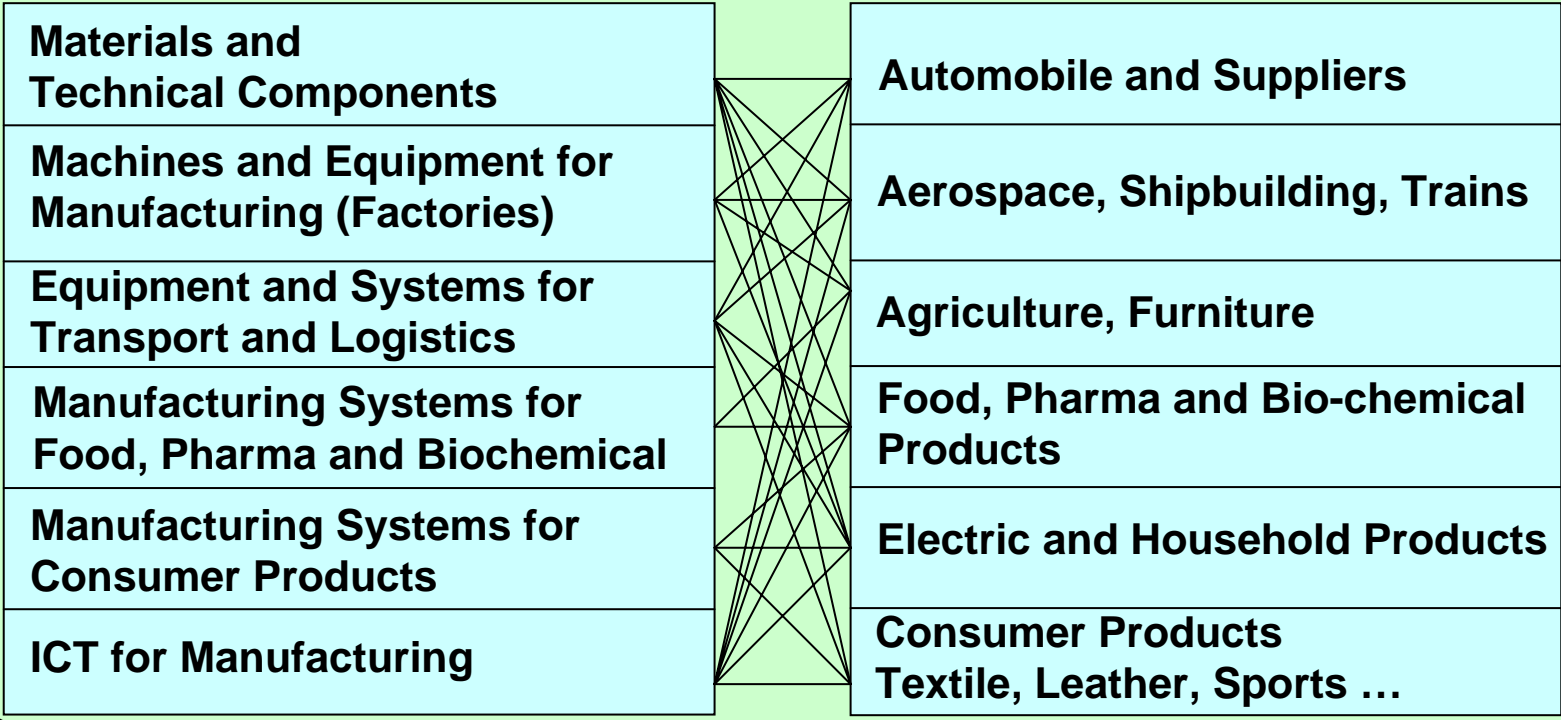 Materials and
Technical Components
Machines and Equipment for
Manufacturing (Factories)
Equipment and Systems for
Transport and Logistics
Manufacturing Systems for
Food, Pharma and Biochemical
Manufacturing Systems for
Consumer Products
ICT for Manufacturing
Automobile and Suppliers
Aerospace, Shipbuilding, Trains
Agriculture, Furniture
Food, Pharma and Bio-chemical
Products
Electric and Household Products
Consumer Products
Textile, Leather, Sports …